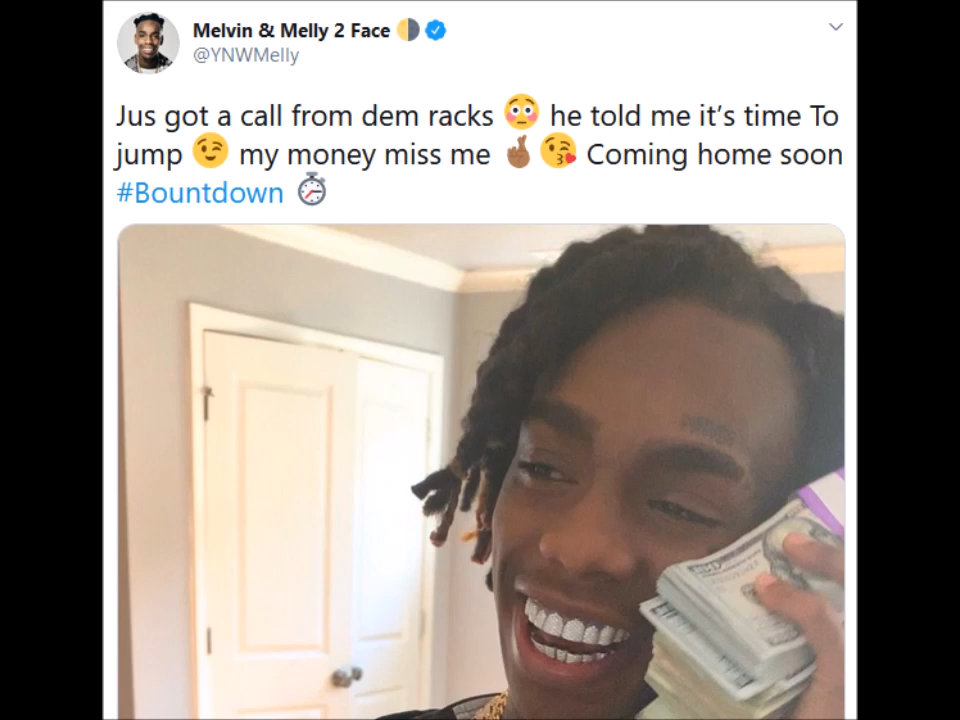 Melvin & Melly 2 Face 🌗
@YNWMelly
Jus got a call from dem racks 😳 he told me it’s time To
jump 😉 my money miss me 🤞🏾😘 Coming home soon
#Bountdown ⏱